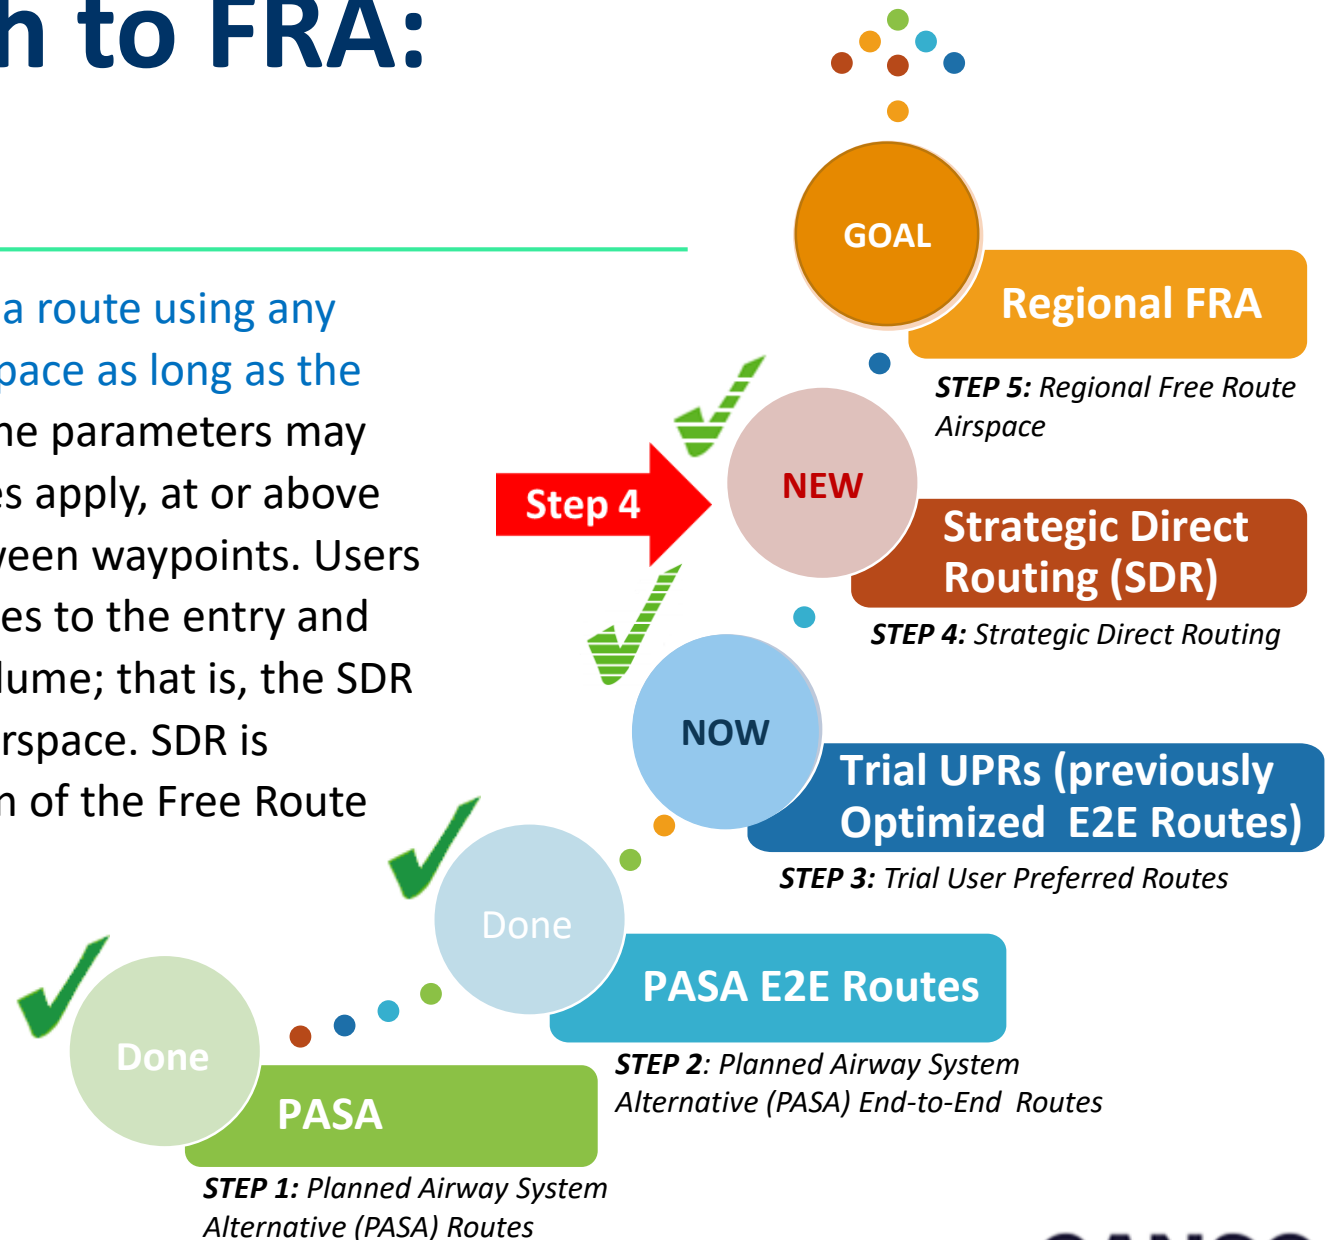 h to FRA:
a route using any
pace as long as the
ne parameters may
es apply, at or above
ween waypoints. Users
es to the entry and
lume; that is, the SDR
rspace. SDR is
n of the Free Route
GOAL
Regional FRA
STEP 5: Regional Free Route
Airspace
Step 4
NEW
Strategic Direct
Routing (SDR)
STEP 4: Strategic Direct Routing
NOW
Trial UPRs (previously
Optimized E2E Routes)
STEP 3: Trial User Preferred Routes
Done
PASA E2E Routes
STEP 2: Planned Airway System
Alternative (PASA) End-to-End Routes
Done
PASA
STEP 1: Planned Airway System
Alternative (PASA) Routes